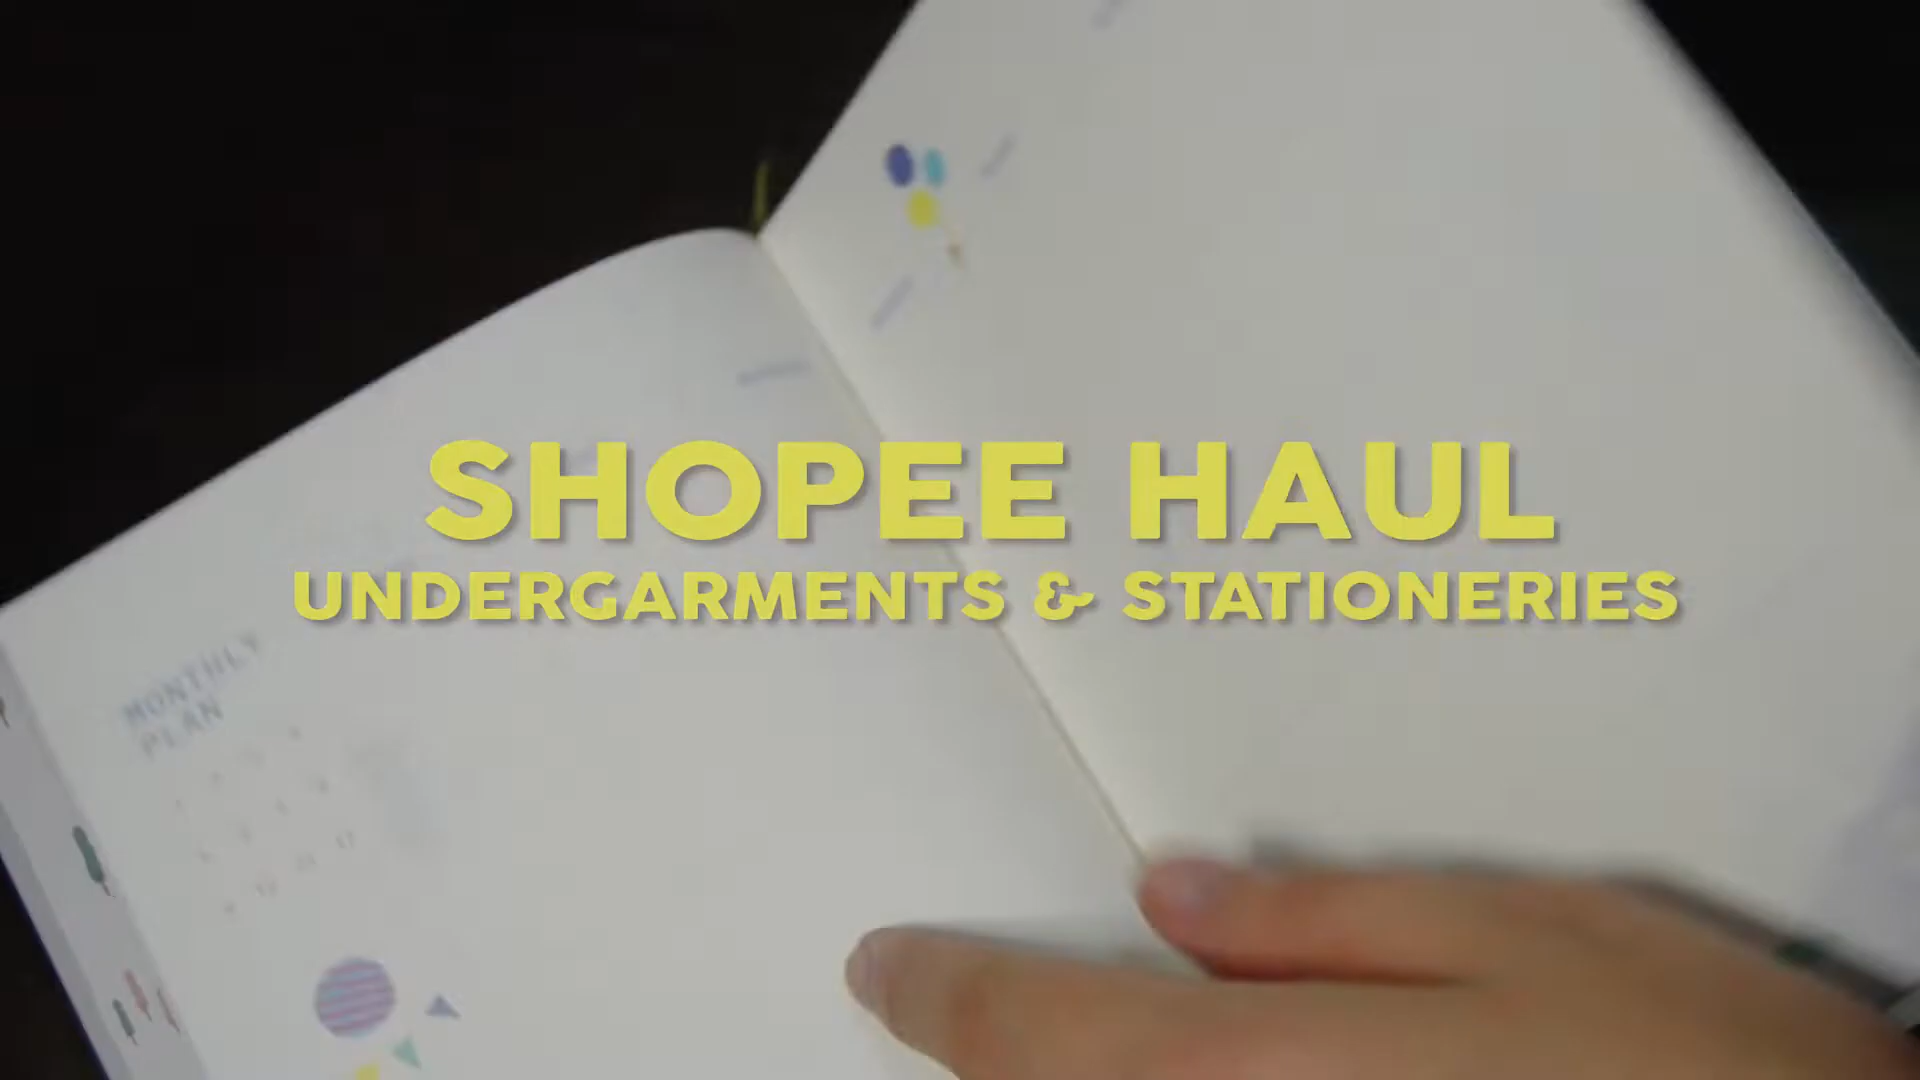 SHOPEE HAUL
UNDERGARMENTS & STATIONERIES
MONTHLY
PLAN